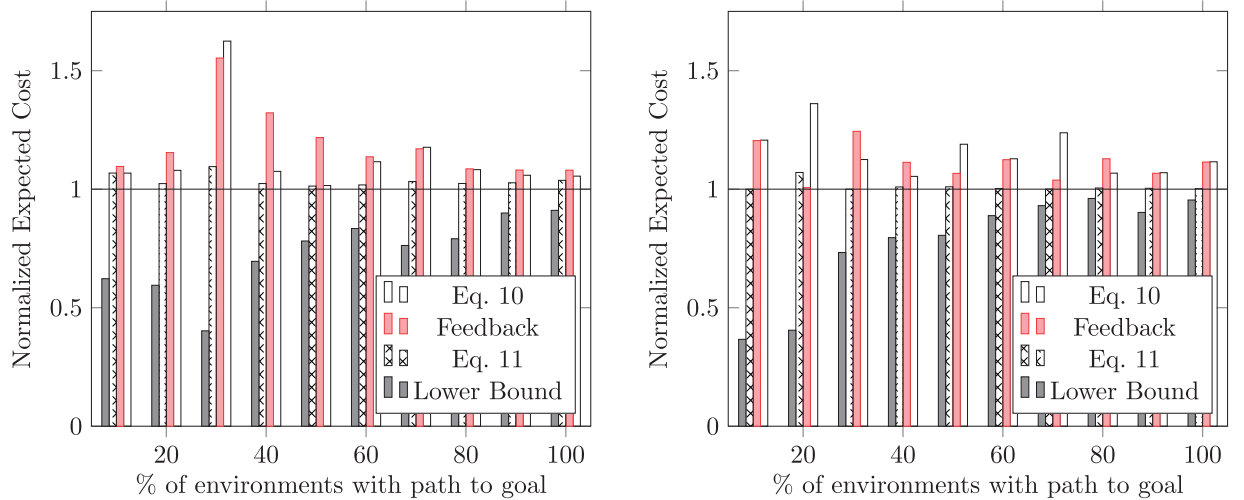 Normalized Expected Cost
1.5
1
0.5
0
Eq. 10
Feedback
Eq. 11
Lower Bound
20 40 60 80 100
% of environments with path to goal
Normalized Expected Cost
1.5
1
0.5
0
Eq. 10
Feedback
Eq. 11
Lower Bound
20 40 60 80 100
% of environments with path to goal